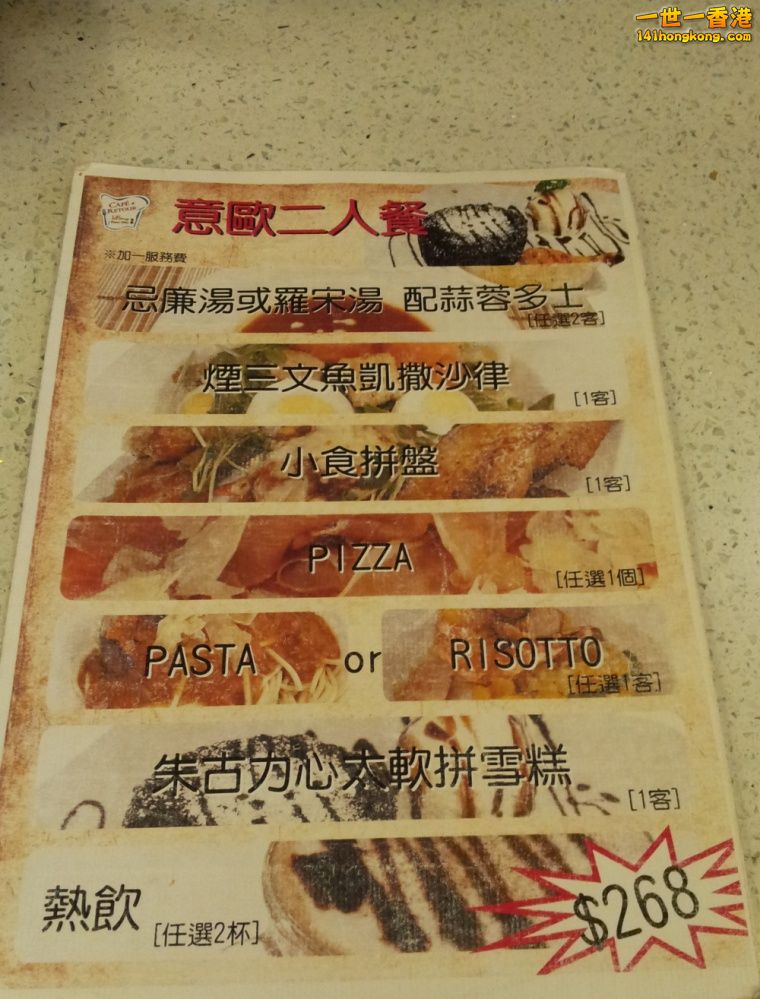 一世一香港
141hongkong.com
CAFÉ
RETOUR
意歐二人餐
※加一服務費
忌廉湯或羅宋湯 配蒜蓉多士
[任選2客]
煙三文魚凱撒沙律
[1客]
小食拼盤
[1客]
PIZZA
[任選1個]
PASTA or RISOTTO
[任選1客]
朱古力心太軟拼雪糕
[1客]
熱飲 [任選2杯]
$268